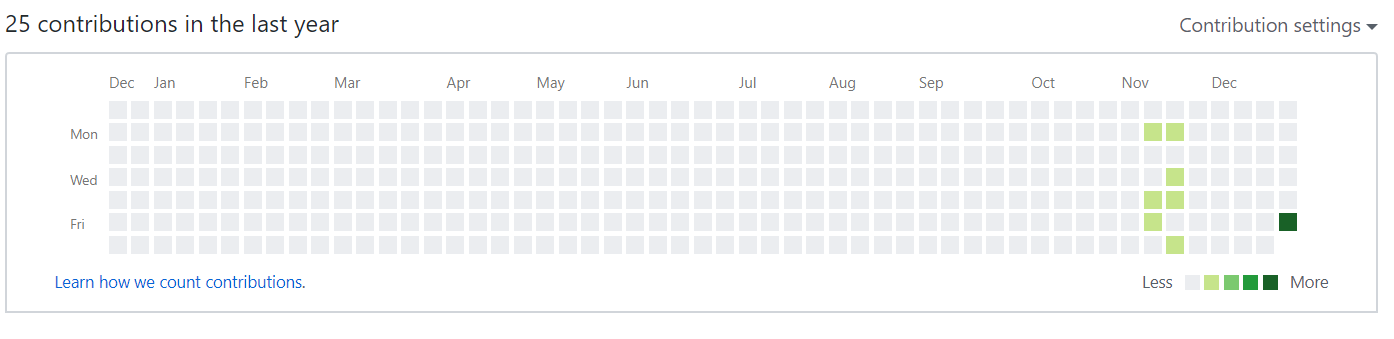 25 contributions in the last year
Contribution settings
Dec Jan Feb Mar Apr May Jun Jul Aug Sep Oct Nov Dec
Mon
Wed
Fri
Learn how we count contributions.
Less More